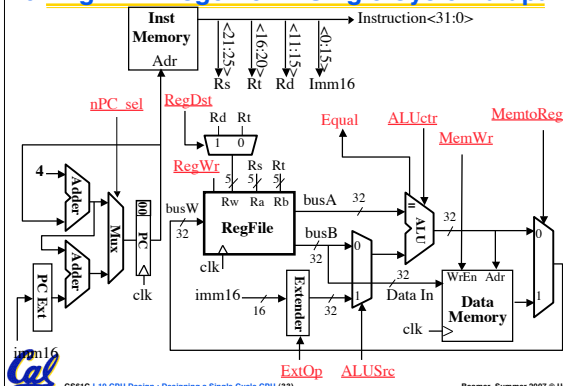 Inst
Memory
Adr
Instruction<31:0>
<21:25>
<16:20>
<11:15>
<0:15>
Rs
Rt
Rd
Imm16
nPC_sel
RegDst
Rd
Rt
1
0
Equal
ALUctr
MemtoReg
MemWr
RegWr
Rs
Rt
5
5
5
4
Adder
Adder
Mux
00
PC
clk
PC Ext
imm16
busW
32
Rw
Ra
Rb
RegFile
clk
busA
32
busB
32
0
1
=
ALU
32
32
Data In
WrEn
Adr
Data
Memory
clk
0
1
imm16
16
Extender
32
ExtOp
ALUSrc
Cal